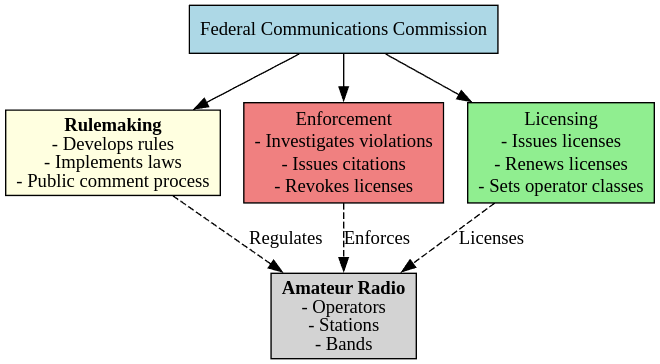 Federal Communications Commission
Rulemaking
- Develops rules
- Implements laws
- Public comment process
Enforcement
- Investigates violations
- Issues citations
- Revokes licenses
Licensing
- Issues licenses
- Renews licenses
- Sets operator classes
Regulates
Enforces
Licenses
Amateur Radio
- Operators
- Stations
- Bands